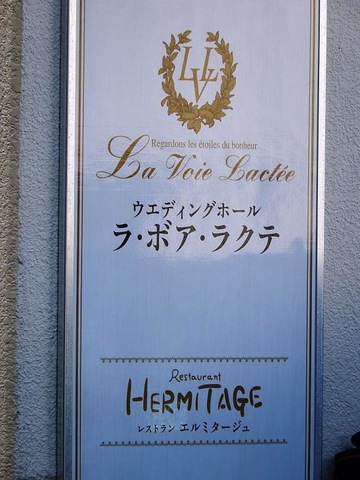 LVL
Regardons les étoiles du bonheur
La Voie Lactée
ウエディングホール
ラ・ボア・ラクテ
Restaurant
HERMITAGE
レストラン エルミタージュ